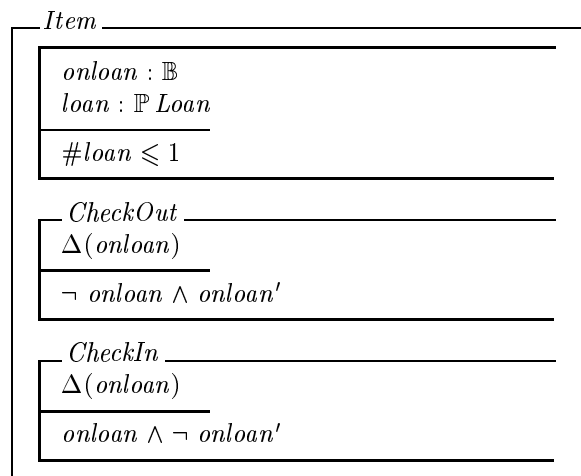 Item
onloan : 𝔹
loan : ℙ Loan
#loan ⩽ 1
CheckOut
Δ(onloan)
¬ onloan ∧ onloan′
CheckIn
Δ(onloan)
onloan ∧ ¬ onloan′